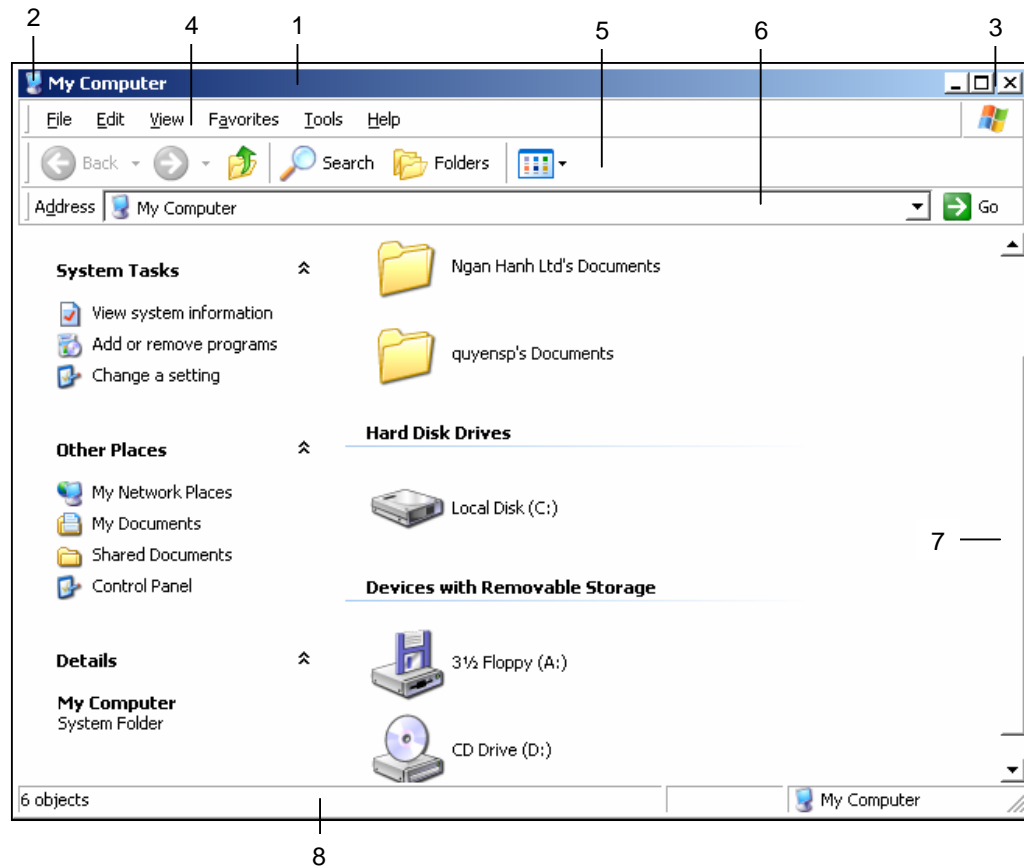 2 4 1 5 6 3
My Computer
File Edit View Favorites Tools Help
Back Search Folders
Address My Computer Go
System Tasks
View system information
Add or remove programs
Change a setting
Other Places
My Network Places
My Documents
Shared Documents
Control Panel
Details
My Computer
System Folder
Ngan Hanh Ltd's Documents
quyensp's Documents
Hard Disk Drives
Local Disk (C:)
Devices with Removable Storage
3½ Floppy (A:)
CD Drive (D:)
7
6 objects My Computer
8